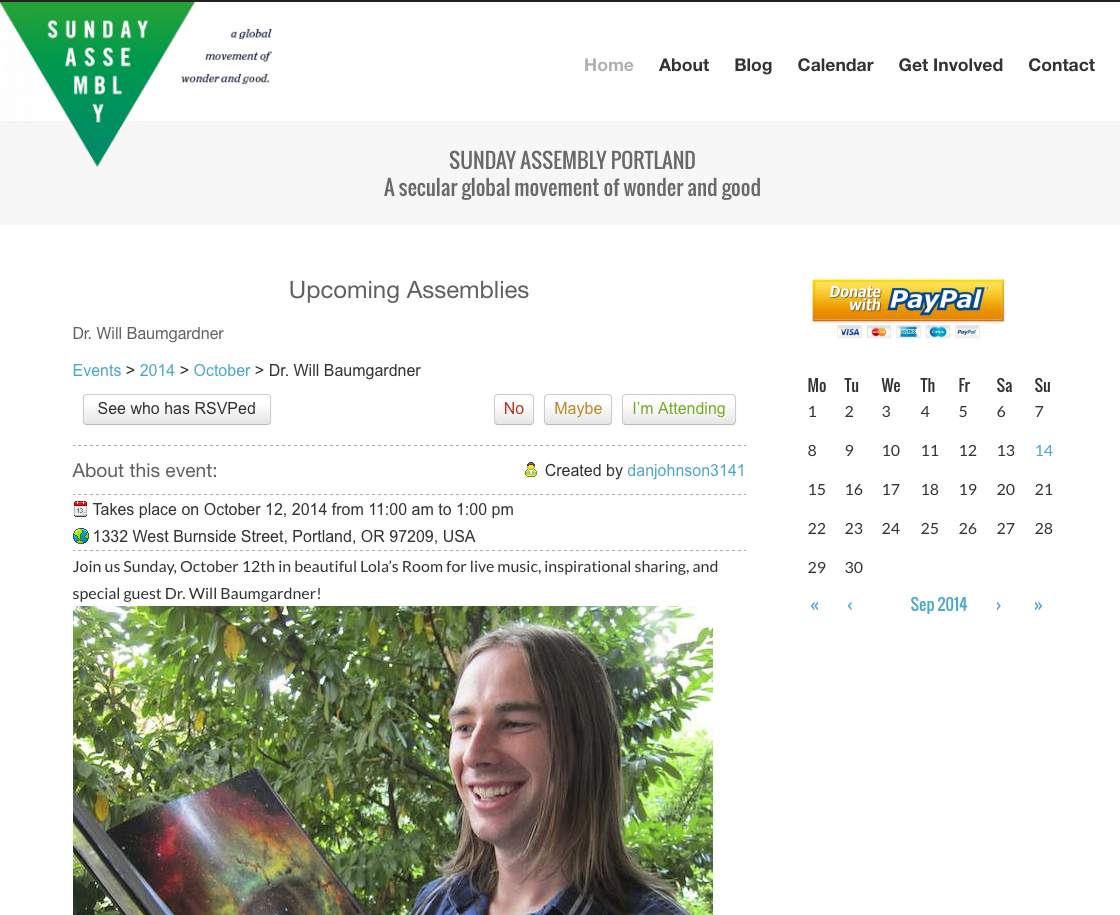 SUNDAY
ASSE
MBL
Y
a global
movement of
wonder and good.
Home About Blog Calendar Get Involved Contact
SUNDAY ASSEMBLY PORTLAND
A secular global movement of wonder and good
Upcoming Assemblies
Dr. Will Baumgardner
Events > 2014 > October > Dr. Will Baumgardner
See who has RSVPed No Maybe I'm Attending
About this event: Created by danjohnson3141
Takes place on October 12, 2014 from 11:00 am to 1:00 pm
1332 West Burnside Street, Portland, OR 97209, USA
Join us Sunday, October 12th in beautiful Lola's Room for live music, inspirational sharing, and
special guest Dr. Will Baumgardner!
Donate
with PayPal
VISA PayPal
Mo Tu We Th Fr Sa Su
1 2 3 4 5 6 7
8 9 10 11 12 13 14
15 16 17 18 19 20 21
22 23 24 25 26 27 28
29 30
« ‹ Sep 2014 › »